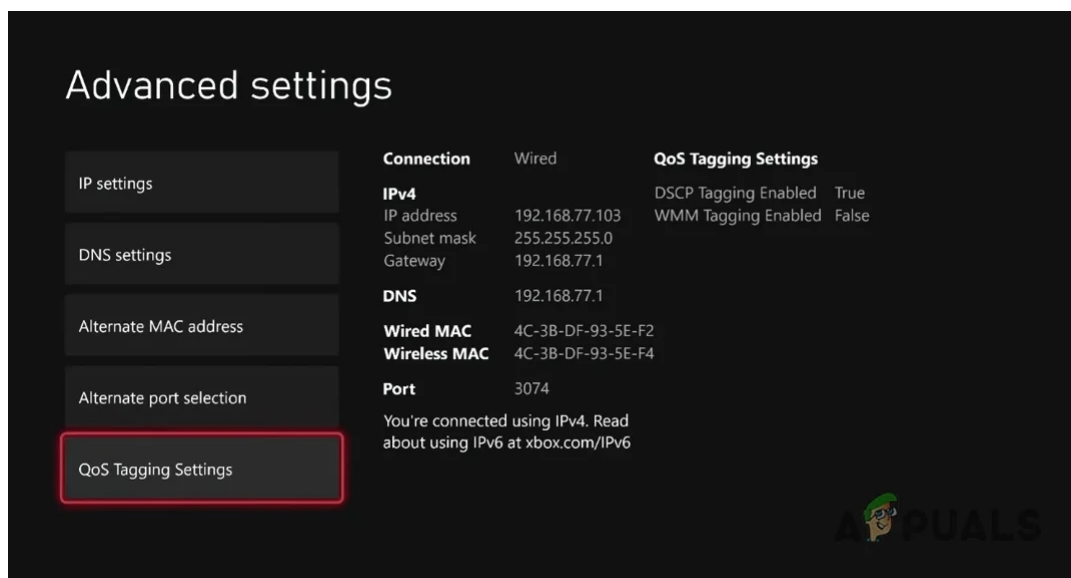 Advanced settings
IP settings
DNS settings
Alternate MAC address
Alternate port selection
QoS Tagging Settings
Connection Wired
IPv4
IP address 192.168.77.103
Subnet mask 255.255.255.0
Gateway 192.168.77.1
DNS 192.168.77.1
Wired MAC 4C-3B-DF-93-5E-F2
Wireless MAC 4C-3B-DF-93-5E-F4
Port 3074
You're connected using IPv4. Read
about using IPv6 at xbox.com/IPv6
QoS Tagging Settings
DSCP Tagging Enabled True
WMM Tagging Enabled False
APPUALS